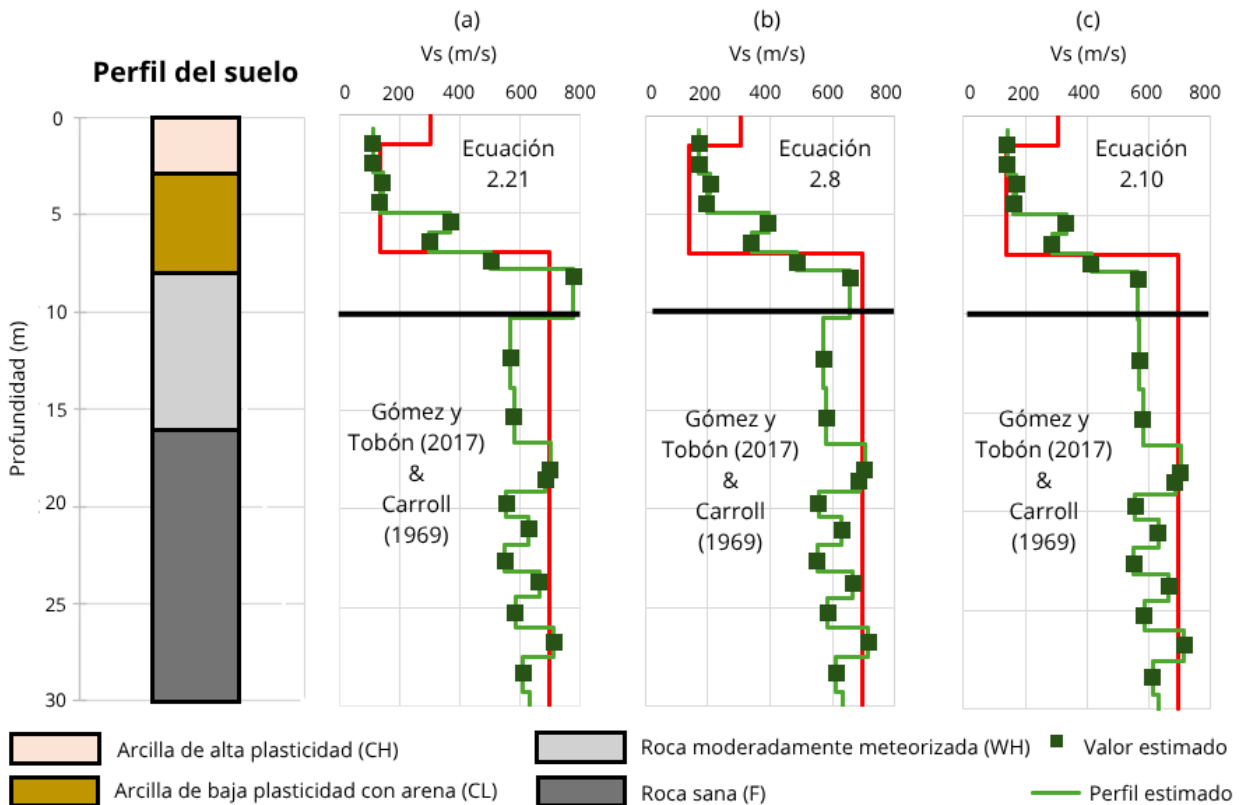 (a)
(b)
(c)
Vs (m/s)
Vs (m/s)
Vs (m/s)
Perfil del suelo
0 200 400 600 800
0 200 400 600 800
0 200 400 600 800
Profundidad (m)
0
5
10
15
20
25
30
Ecuación
2.21
Ecuación
2.8
Ecuación
2.10
Gómez y
Tobón (2017)
&
Carroll
(1969)
Gómez y
Tobón (2017)
&
Carroll
(1969)
Gómez y
Tobón (2017)
&
Carroll
(1969)
Arcilla de alta plasticidad (CH)
Roca moderadamente meteorizada (WH)
Valor estimado
Arcilla de baja plasticidad con arena (CL)
Roca sana (F)
Perfil estimado